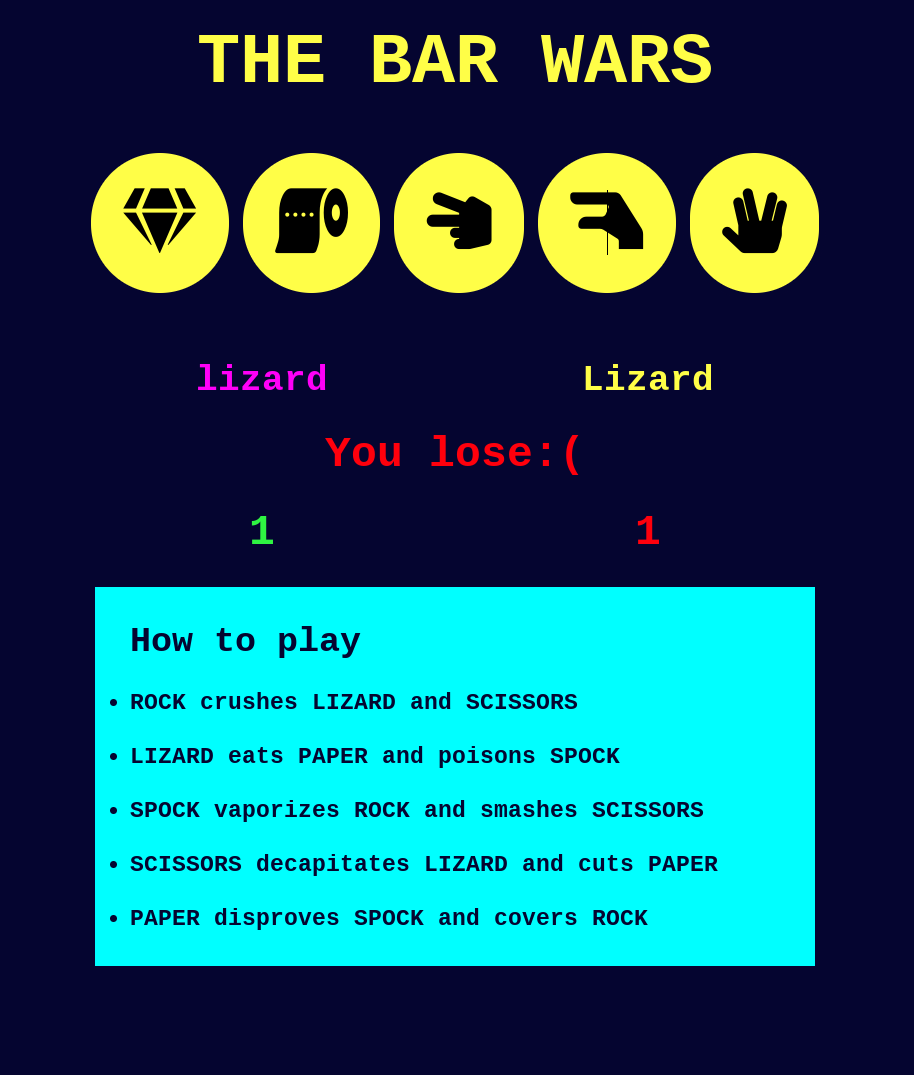 THE BAR WARS
lizard Lizard
You lose:(
1 1
How to play
• ROCK crushes LIZARD and SCISSORS
• LIZARD eats PAPER and poisons SPOCK
• SPOCK vaporizes ROCK and smashes SCISSORS
• SCISSORS decapitates LIZARD and cuts PAPER
• PAPER disproves SPOCK and covers ROCK